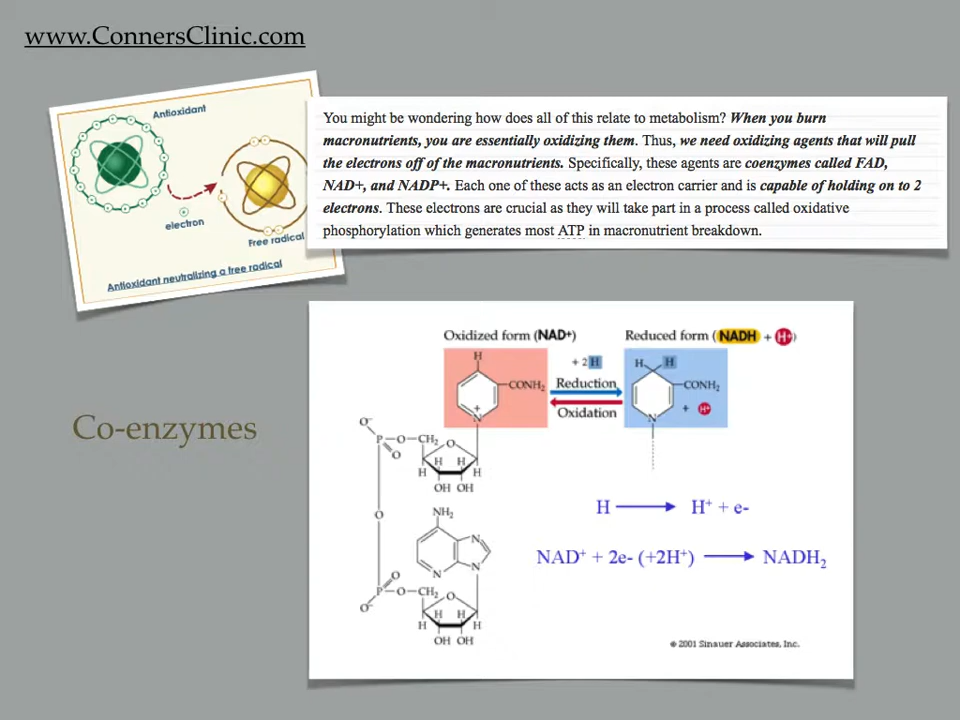 www.ConnersClinic.com
Antioxidant
electron
Free radical
Antioxidant neutralizing a free radical
You might be wondering how does all of this relate to metabolism? When you burn
macronutrients, you are essentially oxidizing them. Thus, we need oxidizing agents that will pull
the electrons off of the macronutrients. Specifically, these agents are coenzymes called FAD,
NAD+, and NADP+. Each one of these acts as an electron carrier and is capable of holding on to 2
electrons. These electrons are crucial as they will take part in a process called oxidative
phosphorylation which generates most ATP in macronutrient breakdown.
Co-enzymes
Oxidized form (NAD+)
Reduced form (NADH + H+)
H
+ 2H
H H
CONH2
Reduction
CONH2
+
Oxidation
+ H+
N
N
O-
P-O-CH2 O
O
H H
H H
OH OH
H → H+ + e-
O
NH2
N
N
N
NAD+ + 2e- (+2H+) → NADH2
O
P-O-CH2 O
O-
H H
H H
OH OH
© 2001 Sinauer Associates, Inc.